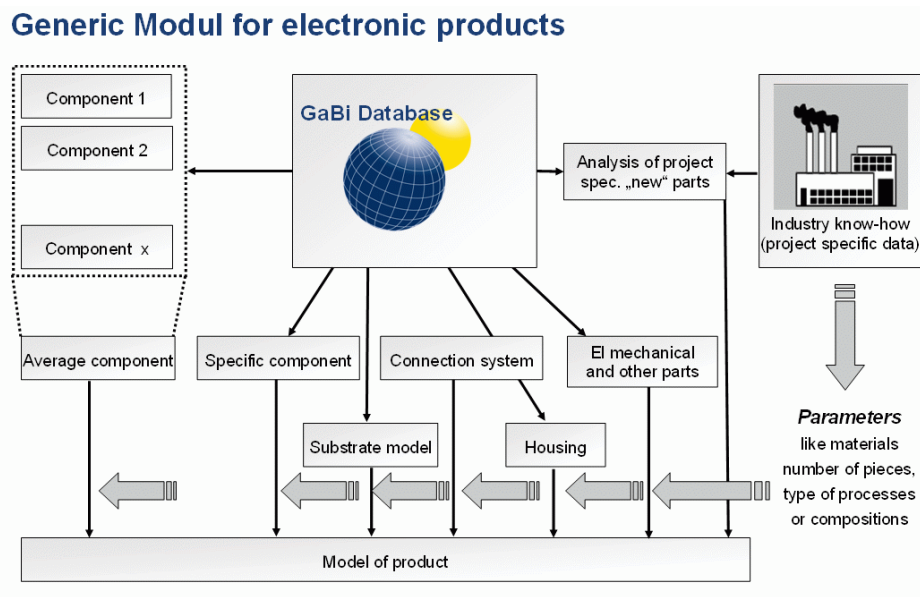 Generic Modul for electronic products
Component 1
Component 2
Component x
GaBi Database
Analysis of project
spec. „new“ parts
Industry know-how
(project specific data)
Average component
Specific component
Connection system
El mechanical
and other parts
Substrate model
Housing
Parameters
like materials
number of pieces,
type of processes
or compositions
Model of product